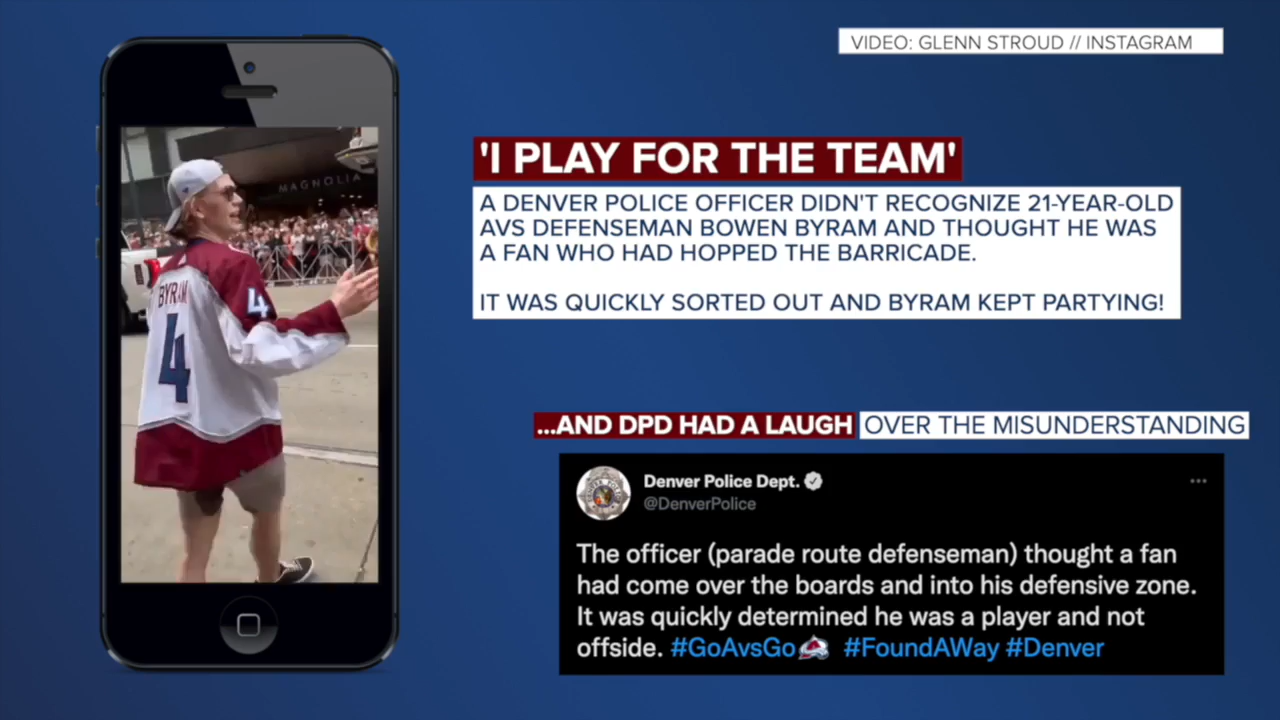 VIDEO: GLENN STROUD // INSTAGRAM
MAGNOLIA
BYRAM
4
4
'I PLAY FOR THE TEAM'
A DENVER POLICE OFFICER DIDN'T RECOGNIZE 21-YEAR-OLD
AVS DEFENSEMAN BOWEN BYRAM AND THOUGHT HE WAS
A FAN WHO HAD HOPPED THE BARRICADE.
IT WAS QUICKLY SORTED OUT AND BYRAM KEPT PARTYING!
...AND DPD HAD A LAUGH OVER THE MISUNDERSTANDING
Denver Police Dept.
@DenverPolice
The officer (parade route defenseman) thought a fan
had come over the boards and into his defensive zone.
It was quickly determined he was a player and not
offside. #GoAvsGo #FoundAWay #Denver